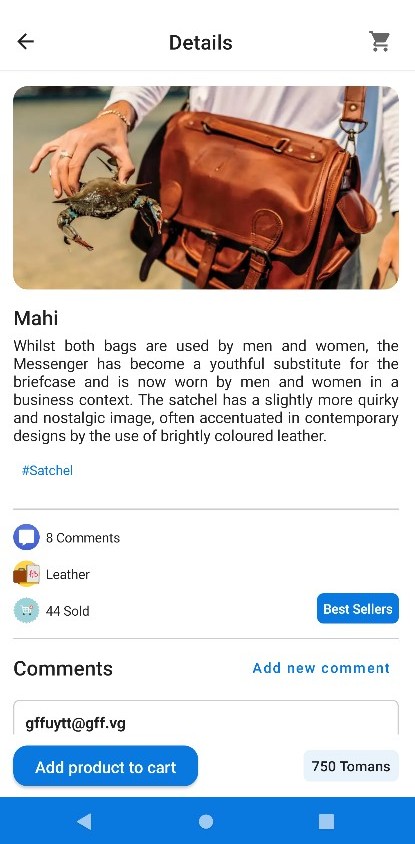 Details
Mahi
Whilst both bags are used by men and women, the
Messenger has become a youthful substitute for the
briefcase and is now worn by men and women in a
business context. The satchel has a slightly more quirky
and nostalgic image, often accentuated in contemporary
designs by the use of brightly coloured leather.
#Satchel
8 Comments
Leather
44 Sold
Best Sellers
Comments
Add new comment
gffuytt@gff.vg
Add product to cart
750 Tomans